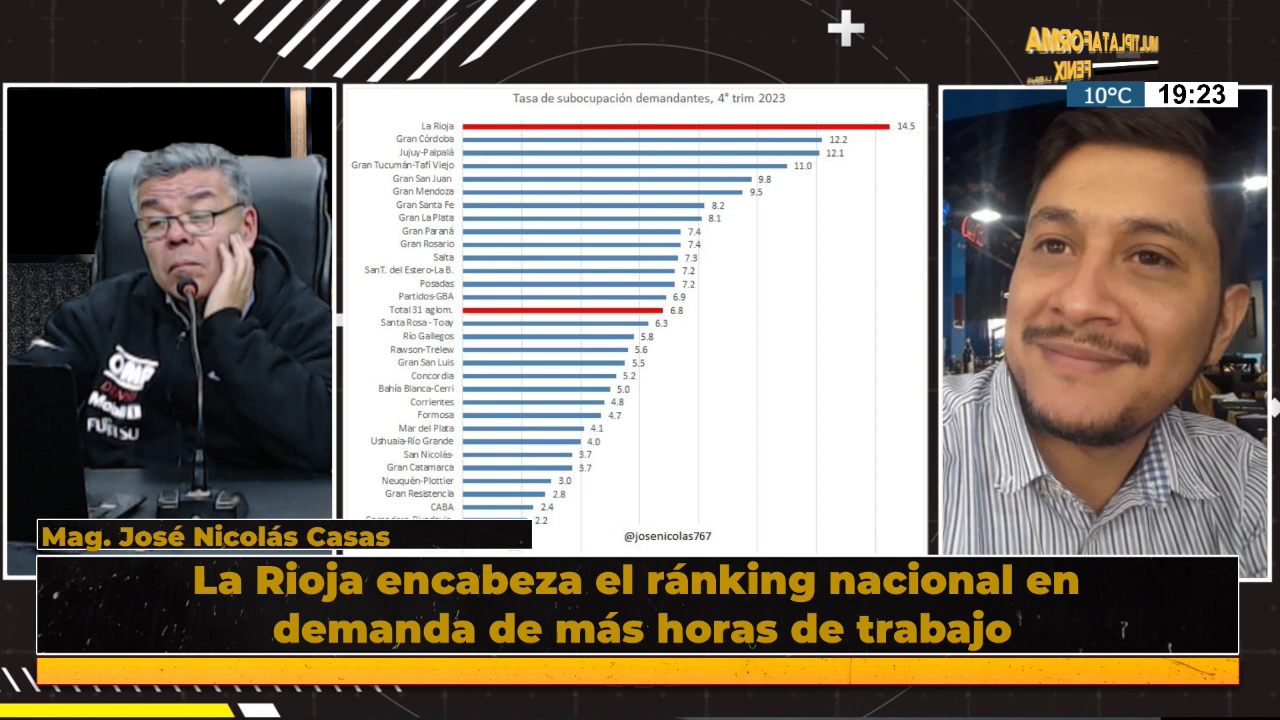 MULTIPLATAFORMA
FENIX
10°C 19:23
Tasa de subocupación demandantes, 4° trim 2023
La Rioja 14.5
Gran Córdoba 12.2
Jujuy-Palpalá 12.1
Gran Tucumán-Tafí Viejo 11.0
Gran San Juan 9.8
Gran Mendoza 9.5
Gran Santa Fe 8.2
Gran La Plata 8.1
Gran Paraná 7.4
Gran Rosario 7.4
Salta 7.3
SanT. del Estero-La B. 7.2
Posadas 7.2
Partidos-GBA 6.9
Total 31 aglom. 6.8
Santa Rosa - Toay 6.3
Río Gallegos 5.8
Rawson-Trelew 5.6
Gran San Luis 5.5
Concordia 5.2
Bahía Blanca-Cerri 5.0
Corrientes 4.8
Formosa 4.7
Mar del Plata 4.1
Ushuaia-Río Grande 4.0
San Nicolás- 3.7
Gran Catamarca 3.7
Neuquén-Plottier 3.0
Gran Resistencia 2.8
CABA 2.4
2.2
@josenicolas767
OMP
DENSO
Mobil 1
FUJITSU
Mag. José Nicolás Casas
La Rioja encabeza el ránking nacional en
demanda de más horas de trabajo